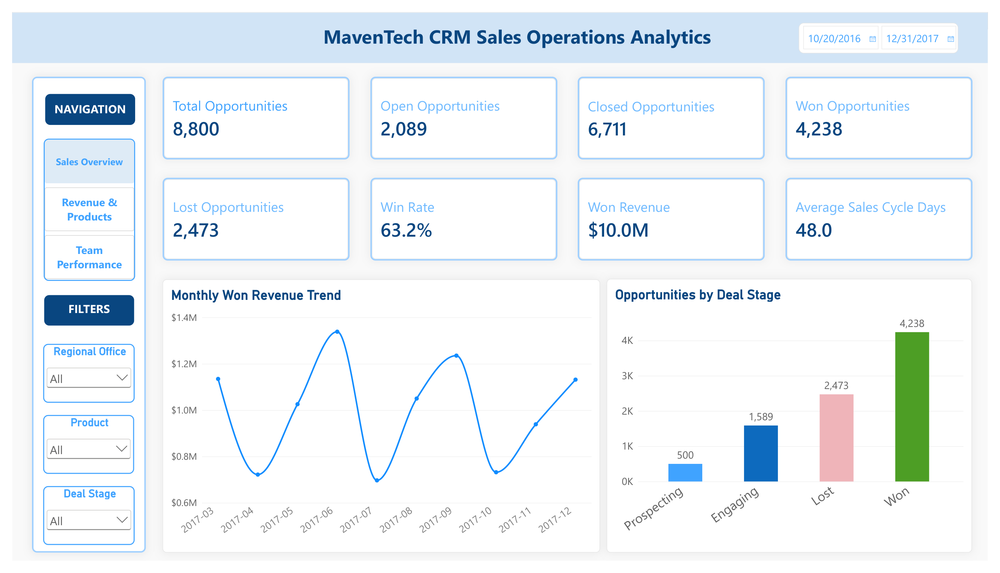 MavenTech CRM Sales Operations Analytics
10/20/2016
12/31/2017
NAVIGATION
Sales Overview
Revenue &
Products
Team
Performance
FILTERS
Regional Office
All
Product
All
Deal Stage
All
Total Opportunities
8,800
Open Opportunities
2,089
Closed Opportunities
6,711
Won Opportunities
4,238
Lost Opportunities
2,473
Win Rate
63.2%
Won Revenue
$10.0M
Average Sales Cycle Days
48.0
Monthly Won Revenue Trend
$1.4M
$1.2M
$1.0M
$0.8M
$0.6M
2017-03
2017-04
2017-05
2017-06
2017-07
2017-08
2017-09
2017-10
2017-11
2017-12
Opportunities by Deal Stage
4K
3K
2K
1K
0K
500
1,589
2,473
4,238
Prospecting
Engaging
Lost
Won